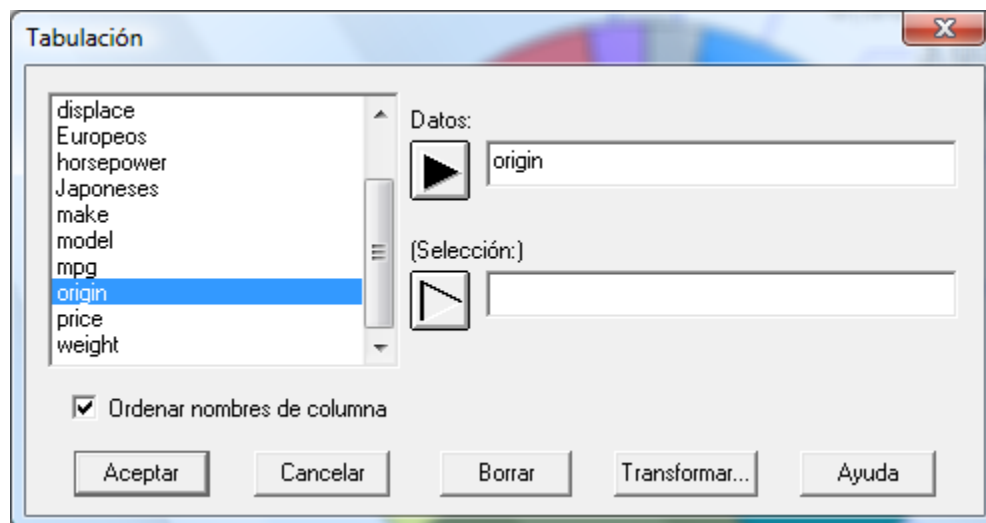 Tabulación
displace
Europeos
horsepower
Japoneses
make
model
mpg
origin
price
weight
Datos:
origin
(Selección:)
Ordenar nombres de columna
Aceptar
Cancelar
Borrar
Transformar...
Ayuda